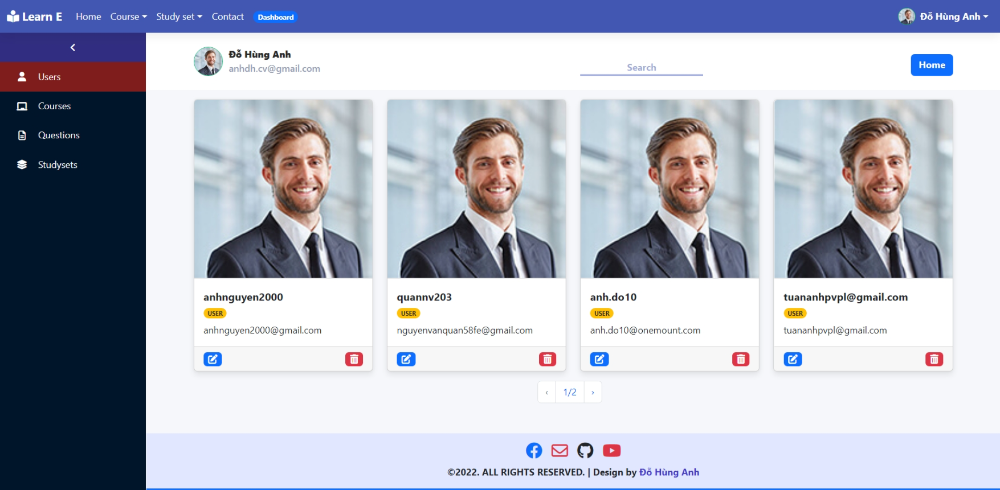 Learn E Home Course Study set Contact Dashboard Đỗ Hùng Anh
Users
Courses
Questions
Studysets
Đỗ Hùng Anh
anhdh.cv@gmail.com
Search
Home
anhnguyen2000
USER
anhnguyen2000@gmail.com
quannv203
USER
nguyenvanquan58fe@gmail.com
anh.do10
USER
anh.do10@onemount.com
tuananhpvpl@gmail.com
USER
tuananhpvpl@gmail.com
‹ 1/2 ›
©2022. ALL RIGHTS RESERVED. | Design by Đỗ Hùng Anh